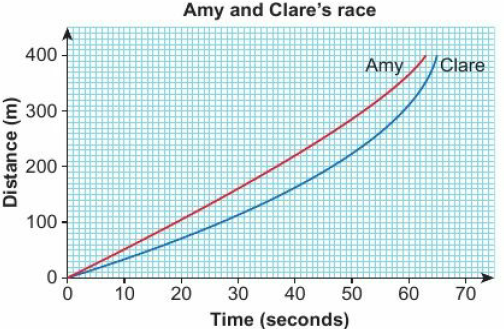 Amy and Clare's race
400
300
200
100
0
Distance (m)
Amy
Clare
0 10 20 30 40 50 60 70
Time (seconds)